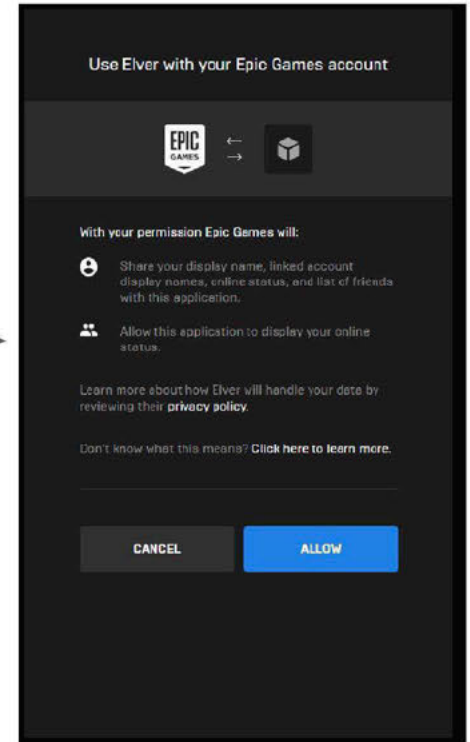 Use Elver with your Epic Games account
EPIC
GAMES
With your permission Epic Games will:
Share your display name, linked account
display names, online status, and list of friends
with this application.
Allow this application to display your online
status.
Learn more about how Elver will handle your data by
reviewing their privacy policy.
Don't know what this means? Click here to learn more.
CANCEL
ALLOW